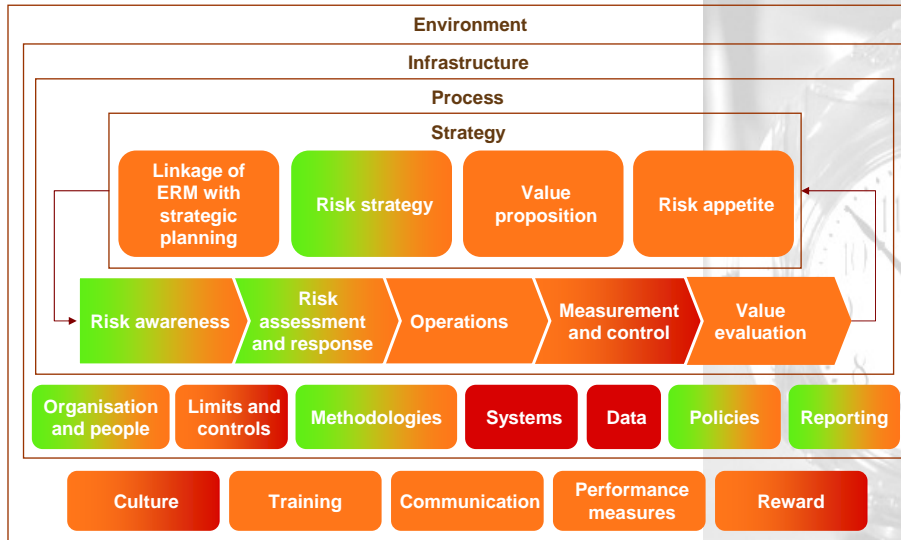 Environment
Infrastructure
Process
Strategy
Linkage of
ERM with
strategic
planning
Risk strategy
Value
proposition
Risk appetite
Risk awareness
Risk
assessment
and response
Operations
Measurement
and control
Value
evaluation
Organisation
and people
Limits and
controls
Methodologies
Systems
Data
Policies
Reporting
Culture
Training
Communication
Performance
measures
Reward